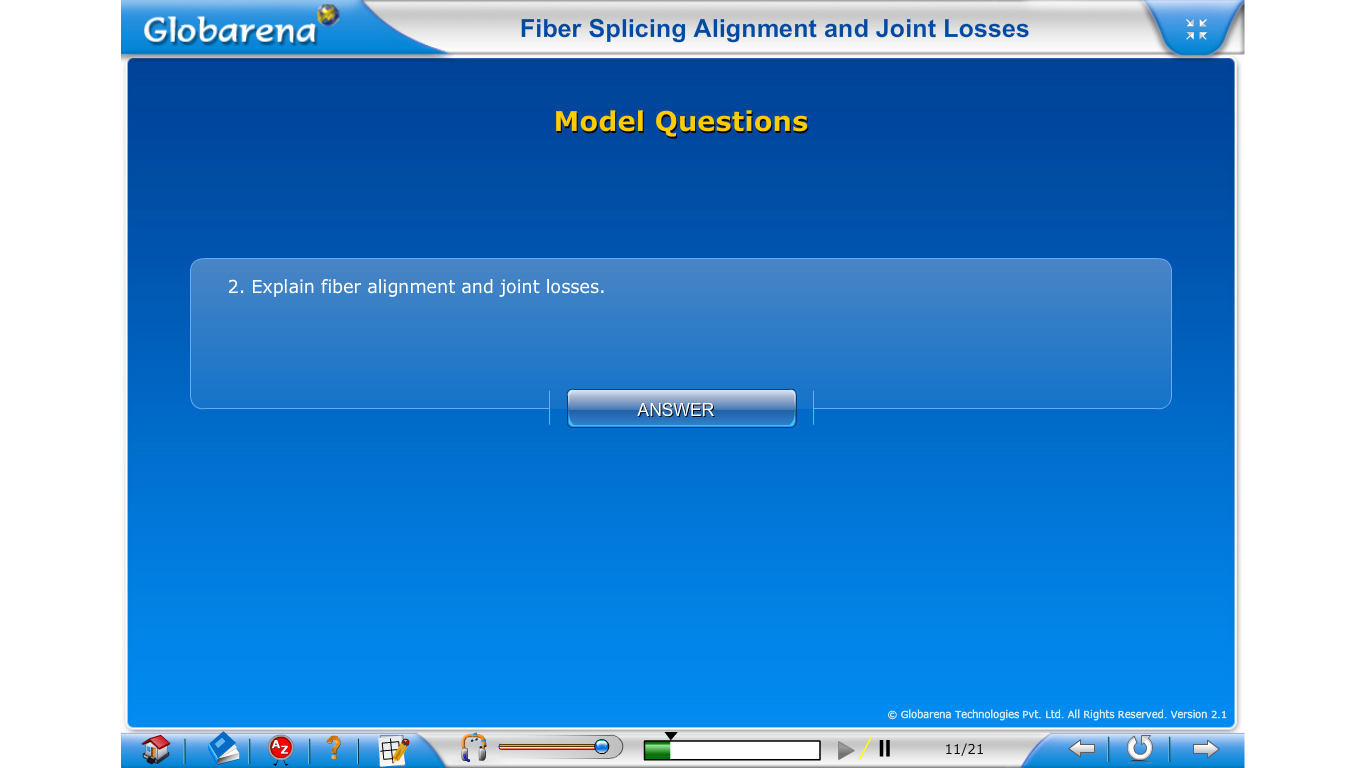 Globarena
Fiber Splicing Alignment and Joint Losses
Model Questions
2. Explain fiber alignment and joint losses.
ANSWER
© Globarena Technologies Pvt. Ltd. All Rights Reserved. Version 2.1
AZ
?
11/21